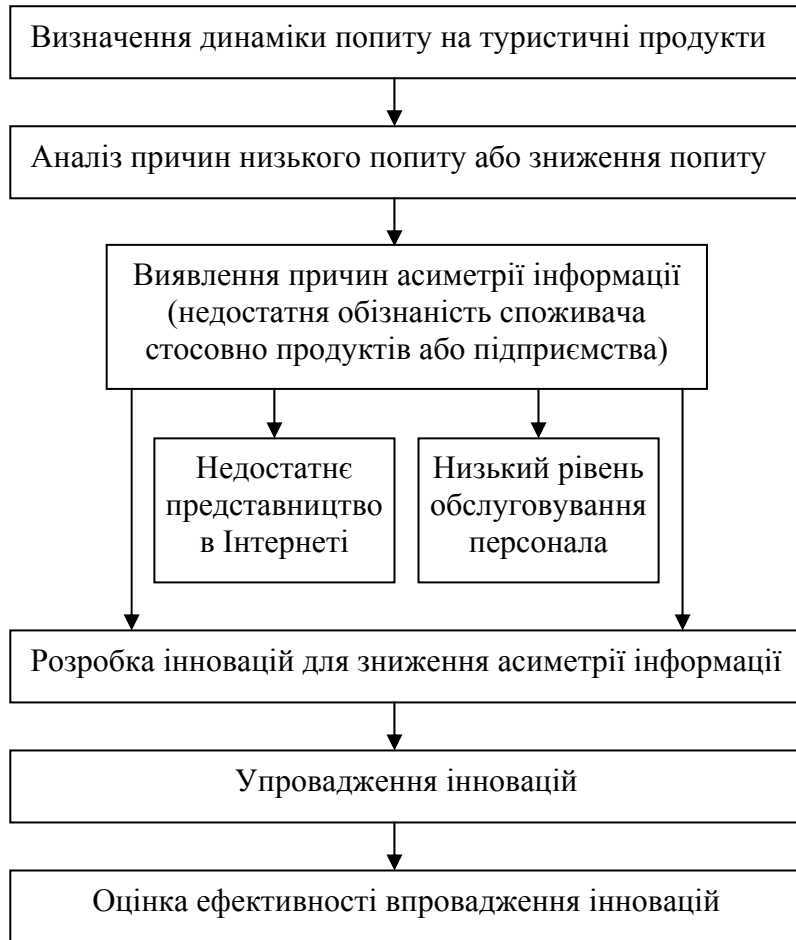 Визначення динаміки попиту на туристичні продукти
Аналіз причин низького попиту або зниження попиту
Виявлення причин асиметрії інформації
(недостатня обізнаність споживача
стосовно продуктів або підприємства)
Недостатнє
представництво
в Інтернеті
Низький рівень
обслуговування
персонала
Розробка інновацій для зниження асиметрії інформації
Упровадження інновацій
Оцінка ефективності впровадження інновацій